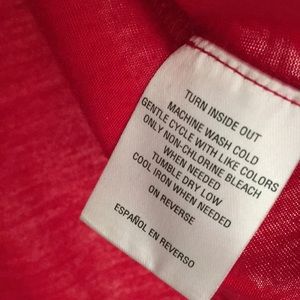 TURN INSIDE OUT
MACHINE WASH COLD
GENTLE CYCLE WITH LIKE COLORS
ONLY NON-CHLORINE BLEACH
WHEN NEEDED
TUMBLE DRY LOW
COOL IRON WHEN NEEDED
ON REVERSE
ESPAÑOL EN REVERSO